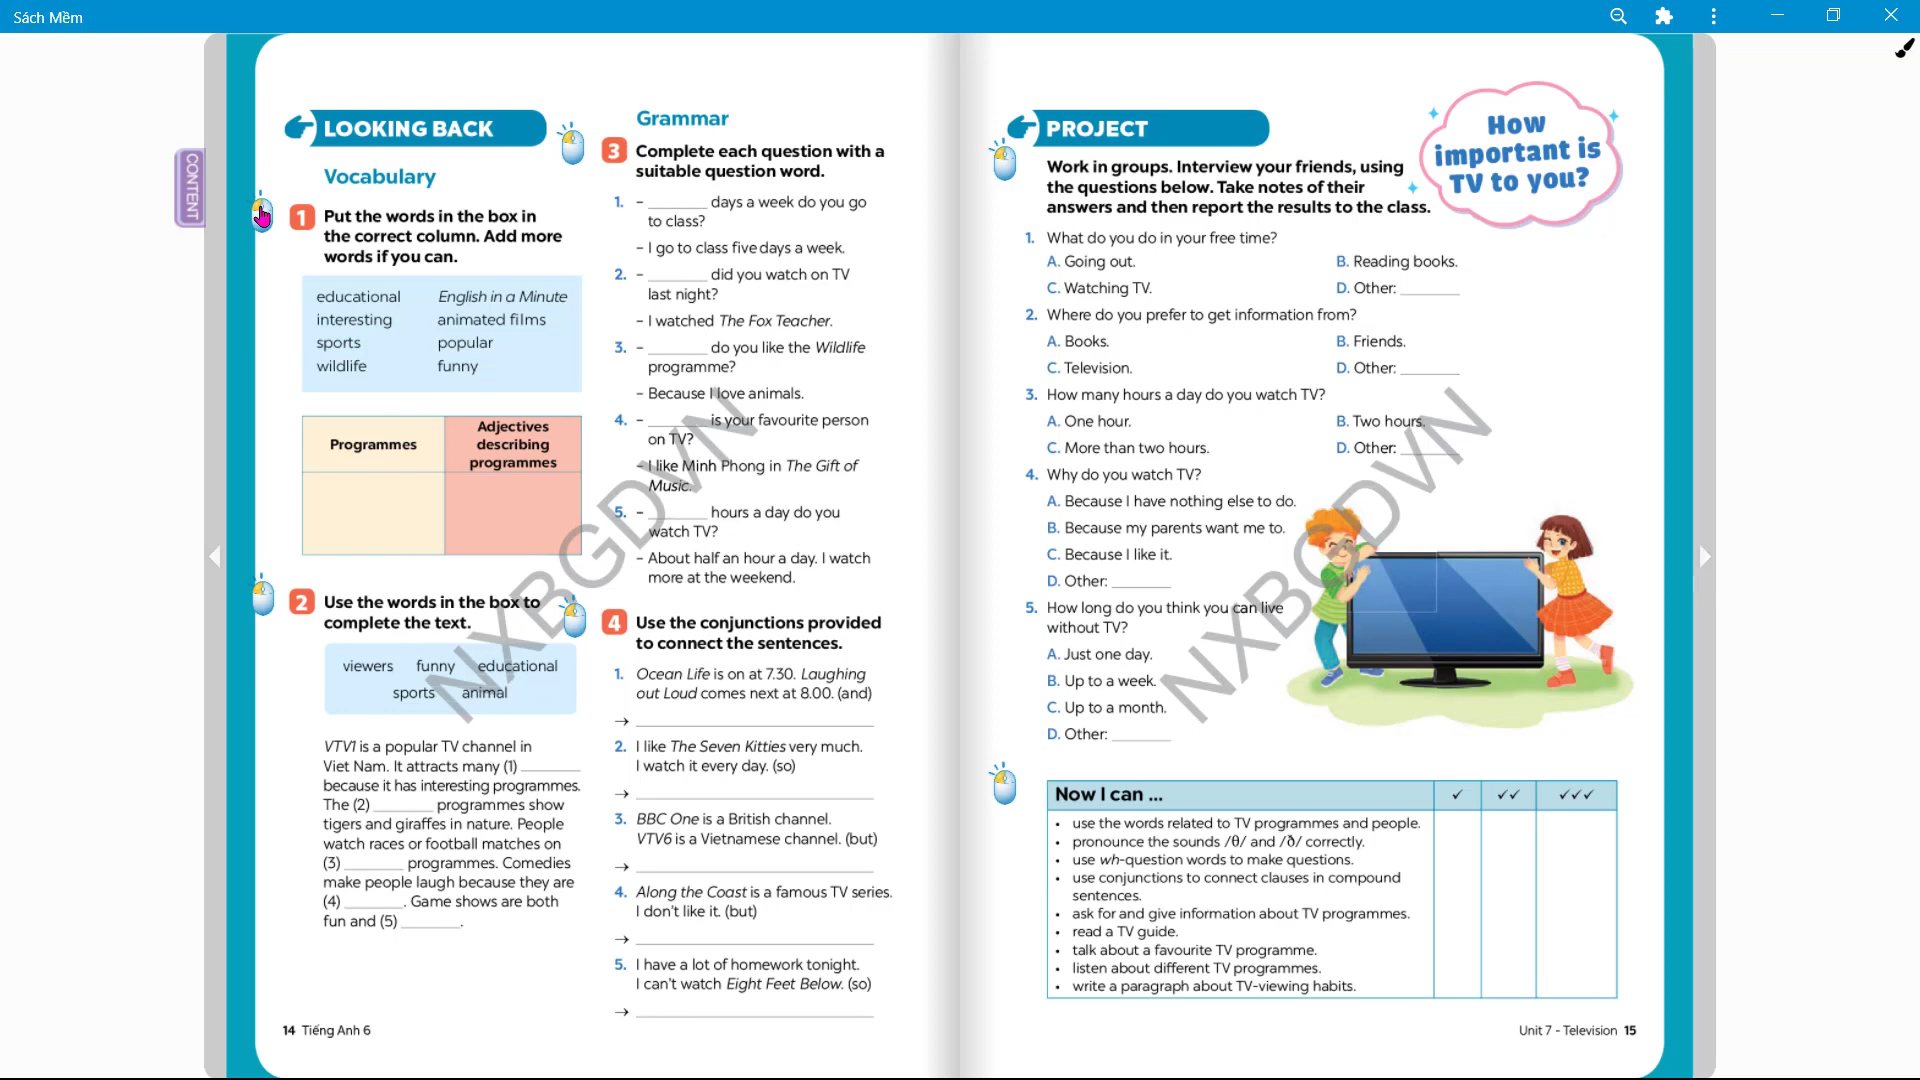 Sách Mềm
CONTENT
LOOKING BACK
Vocabulary
1 Put the words in the box in
the correct column. Add more
words if you can.
educational English in a Minute
interesting animated films
sports popular
wildlife funny
Programmes
Adjectives
describing
programmes
2 Use the words in the box to
complete the text.
viewers funny educational
sports animal
VTV1 is a popular TV channel in
Viet Nam. It attracts many (1) ________
because it has interesting programmes.
The (2) ________ programmes show
tigers and giraffes in nature. People
watch races or football matches on
(3) ________ programmes. Comedies
make people laugh because they are
(4) ________. Game shows are both
fun and (5) ________.
14 Tiếng Anh 6
Grammar
3 Complete each question with a
suitable question word.
1. – ________ days a week do you go
to class?
– I go to class five days a week.
2. – ________ did you watch on TV
last night?
– I watched The Fox Teacher.
3. – ________ do you like the Wildlife
programme?
– Because I love animals.
4. – ________ is your favourite person
on TV?
– I like Minh Phong in The Gift of
Music.
5. – ________ hours a day do you
watch TV?
– About half an hour a day. I watch
more at the weekend.
4 Use the conjunctions provided
to connect the sentences.
1. Ocean Life is on at 7.30. Laughing
out Loud comes next at 8.00. (and)
→ ________
2. I like The Seven Kitties very much.
I watch it every day. (so)
→ ________
3. BBC One is a British channel.
VTV6 is a Vietnamese channel. (but)
→ ________
4. Along the Coast is a famous TV series.
I don't like it. (but)
→ ________
5. I have a lot of homework tonight.
I can't watch Eight Feet Below. (so)
→ ________
NXBGDVN
PROJECT
How
important is
TV to you?
Work in groups. Interview your friends, using
the questions below. Take notes of their
answers and then report the results to the class.
1. What do you do in your free time?
A. Going out. B. Reading books.
C. Watching TV. D. Other: ________
2. Where do you prefer to get information from?
A. Books. B. Friends.
C. Television. D. Other: ________
3. How many hours a day do you watch TV?
A. One hour. B. Two hours.
C. More than two hours. D. Other: ________
4. Why do you watch TV?
A. Because I have nothing else to do.
B. Because my parents want me to.
C. Because I like it.
D. Other: ________
5. How long do you think you can live
without TV?
A. Just one day.
B. Up to a week.
C. Up to a month.
D. Other: ________
NXBGDVN
Now I can ... ✓ ✓✓ ✓✓✓
• use the words related to TV programmes and people.
• pronounce the sounds /θ/ and /ð/ correctly.
• use wh-question words to make questions.
• use conjunctions to connect clauses in compound
sentences.
• ask for and give information about TV programmes.
• read a TV guide.
• talk about a favourite TV programme.
• listen about different TV programmes.
• write a paragraph about TV-viewing habits.
Unit 7 - Television 15